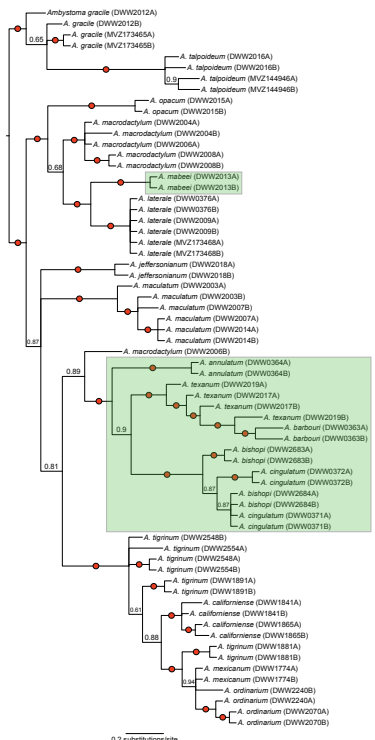 Ambystoma gracile (DWW2012A)
A. gracile (DWW2012B)
A. gracile (MVZ173465A)
0.65
A. gracile (MVZ173465B)
A. talpoideum (DWW2016A)
A. talpoideum (DWW2016B)
0.9
A. talpoideum (MVZ144946A)
A. talpoideum (MVZ144946B)
A. opacum (DWW2015A)
A. opacum (DWW2015B)
A. macrodactylum (DWW2004A)
A. macrodactylum (DWW2004B)
A. macrodactylum (DWW2006A)
A. macrodactylum (DWW2008A)
0.68
A. macrodactylum (DWW2008B)
A. mabeei (DWW2013A)
A. mabeei (DWW2013B)
A. laterale (DWW0376A)
A. laterale (DWW0376B)
A. laterale (DWW2009A)
A. laterale (DWW2009B)
A. laterale (MVZ173468A)
A. laterale (MVZ173468B)
A. jeffersonianum (DWW2018A)
A. jeffersonianum (DWW2018B)
A. maculatum (DWW2003A)
A. maculatum (DWW2003B)
A. maculatum (DWW2007B)
A. maculatum (DWW2007A)
A. maculatum (DWW2014A)
0.87
A. maculatum (DWW2014B)
A. macrodactylum (DWW2006B)
A. annulatum (DWW0364A)
0.89
A. annulatum (DWW0364B)
A. texanum (DWW2019A)
A. texanum (DWW2017A)
A. texanum (DWW2017B)
A. texanum (DWW2019B)
A. barbouri (DWW0363A)
0.9
A. barbouri (DWW0363B)
A. bishopi (DWW2683A)
A. bishopi (DWW2683B)
0.81
A. cingulatum (DWW0372A)
0.87
A. cingulatum (DWW0372B)
A. bishopi (DWW2684A)
0.87
A. bishopi (DWW2684B)
A. cingulatum (DWW0371A)
A. cingulatum (DWW0371B)
A. tigrinum (DWW2548B)
A. tigrinum (DWW2554A)
A. tigrinum (DWW2548A)
A. tigrinum (DWW2554B)
A. tigrinum (DWW1891A)
A. tigrinum (DWW1891B)
A. californiense (DWW1841A)
0.61
A. californiense (DWW1841B)
A. californiense (DWW1865A)
A. californiense (DWW1865B)
0.88
A. tigrinum (DWW1881A)
A. tigrinum (DWW1881B)
A. mexicanum (DWW1774A)
0.94
A. mexicanum (DWW1774B)
A. ordinarium (DWW2240B)
A. ordinarium (DWW2240A)
A. ordinarium (DWW2070A)
A. ordinarium (DWW2070B)
0.2 substitutions/site